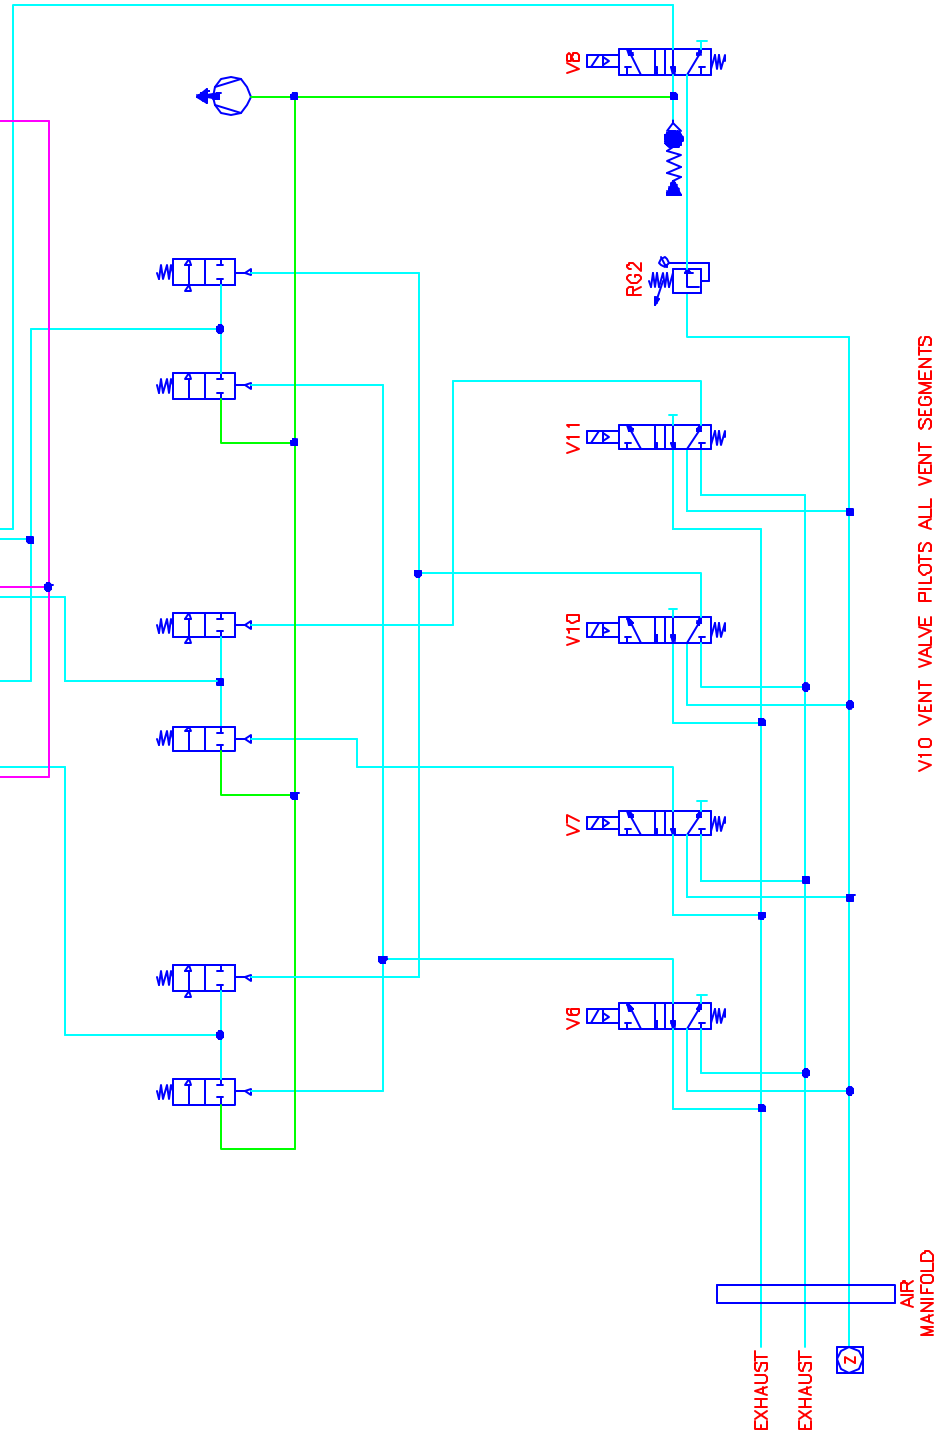 V8
RG2
V11
V10 VENT VALVE PILOTS ALL VENT SEGMENTS
V10
V7
V6
AIR
MANIFOLD
EXHAUST
EXHAUST
Z